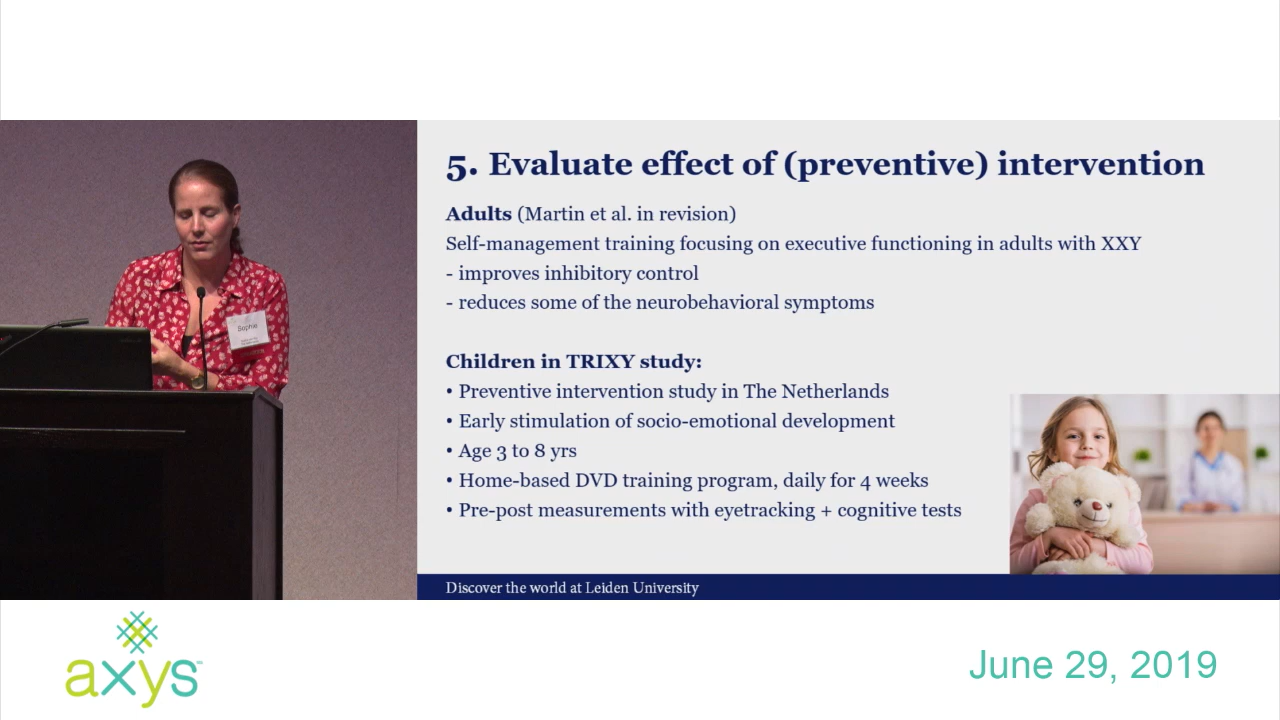 5. Evaluate effect of (preventive) intervention
Adults (Martin et al. in revision)
Self-management training focusing on executive functioning in adults with XXY
- improves inhibitory control
- reduces some of the neurobehavioral symptoms
Children in TRIXY study:
• Preventive intervention study in The Netherlands
• Early stimulation of socio-emotional development
• Age 3 to 8 yrs
• Home-based DVD training program, daily for 4 weeks
• Pre-post measurements with eyetracking + cognitive tests
Discover the world at Leiden University
Sophie
axys
June 29, 2019